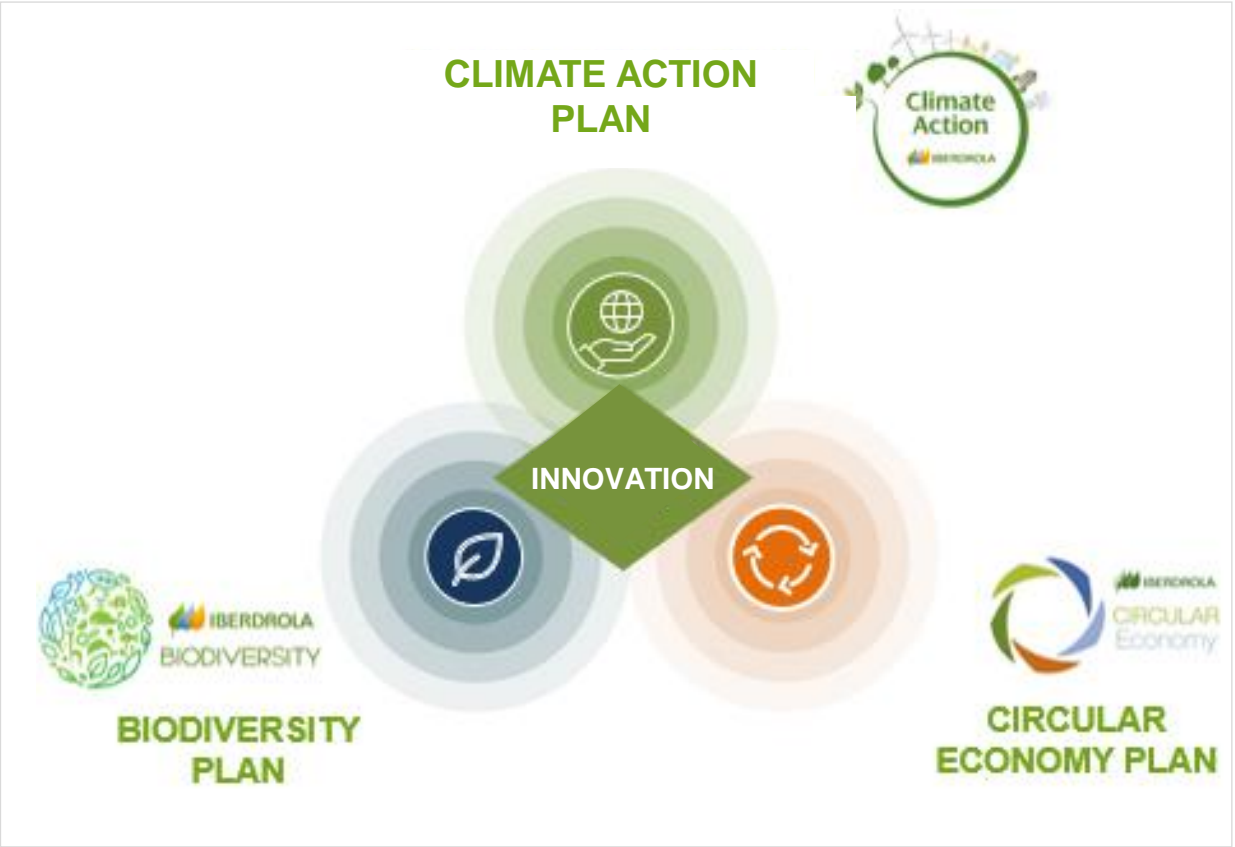 CLIMATE ACTION
PLAN
Climate
Action
IBERDROLA
INNOVATION
IBERDROLA
BIODIVERSITY
IBERDROLA
CIRCULAR
Economy
BIODIVERSITY
PLAN
CIRCULAR
ECONOMY PLAN